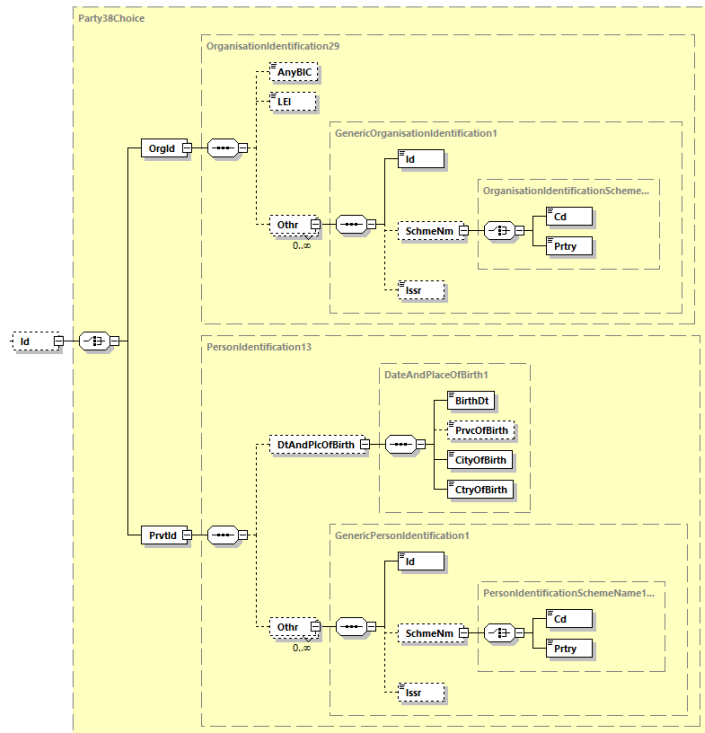 Party38Choice
OrganisationIdentification29
AnyBIC
LEI
GenericOrganisationIdentification1
OrgId
Id
OrganisationIdentificationScheme...
Cd
Othr
SchmeNm
Prtry
0..∞
Issr
Id
PersonIdentification13
DateAndPlaceOfBirth1
BirthDt
PrvcOfBirth
DtAndPlcOfBirth
CityOfBirth
CtryOfBirth
PrvtId
GenericPersonIdentification1
Id
PersonIdentificationSchemeName1...
Cd
Othr
SchmeNm
Prtry
0..∞
Issr